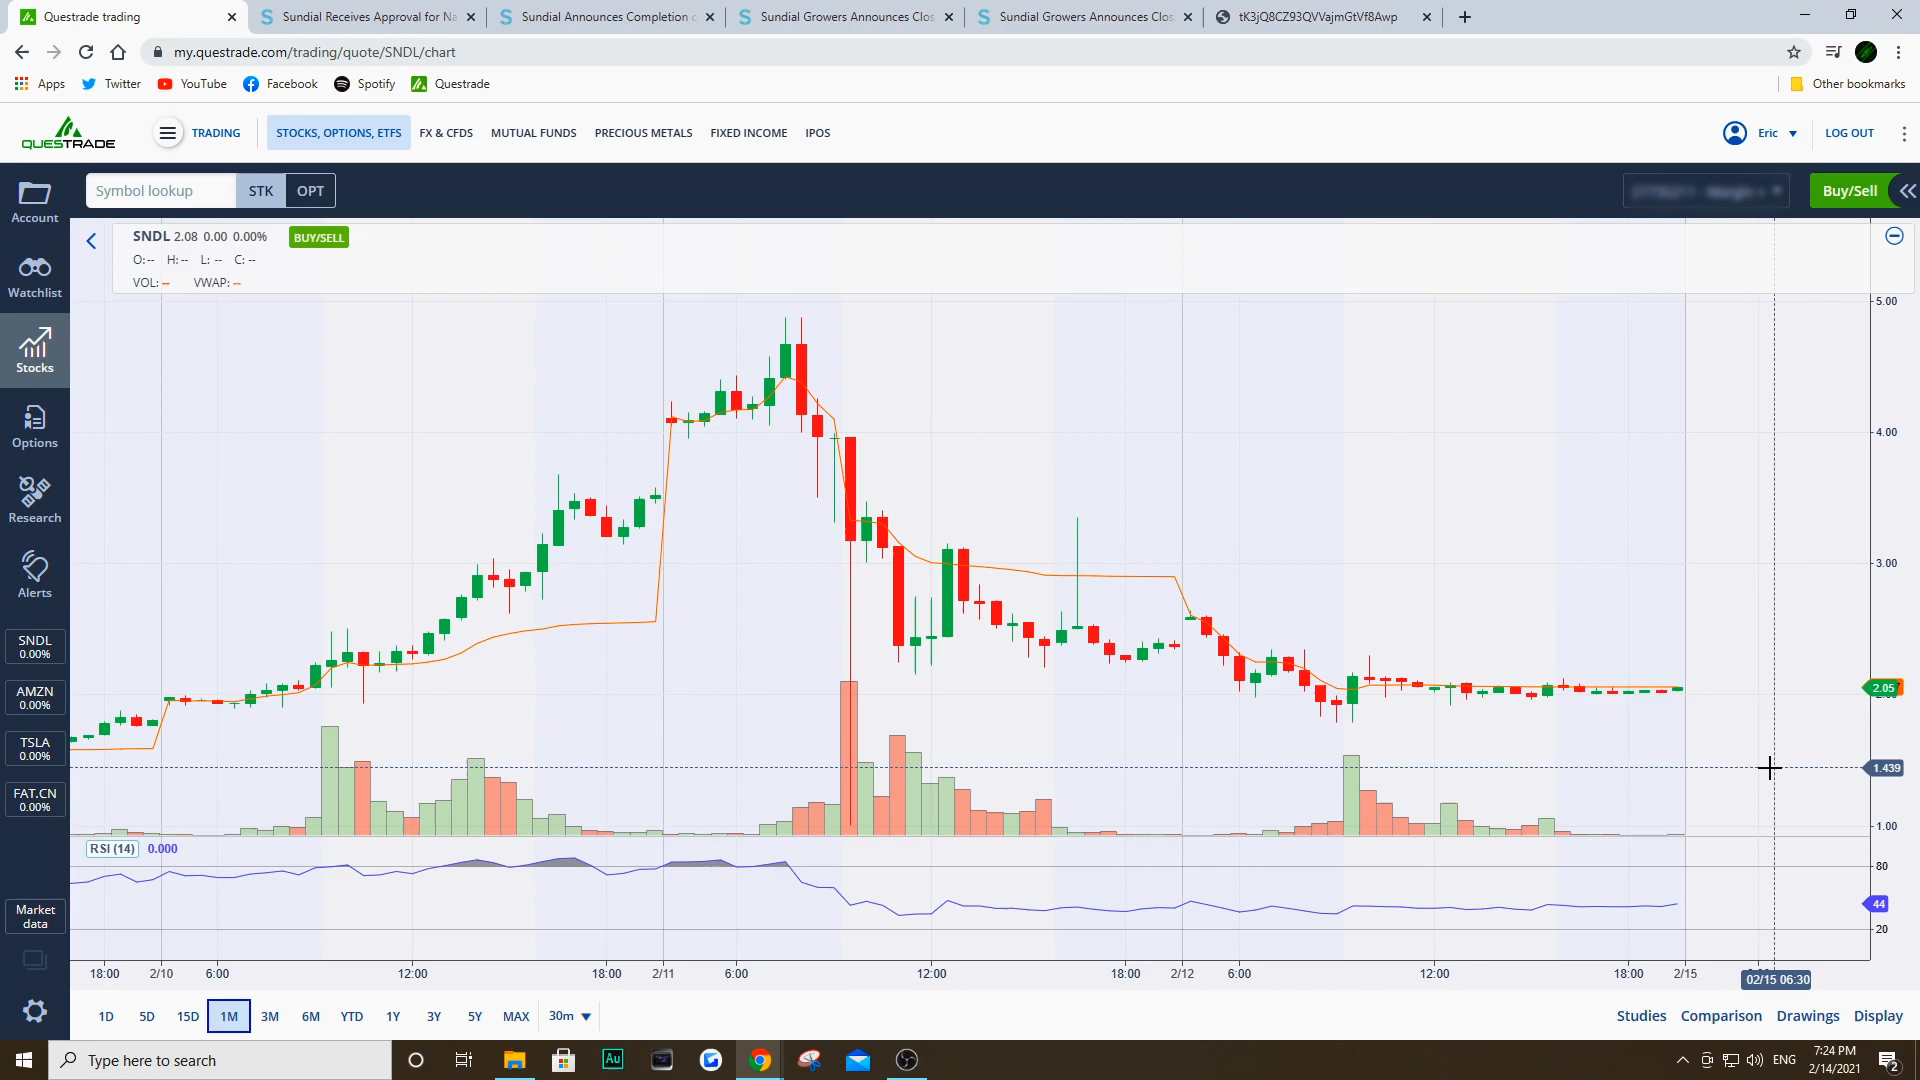 Questrade trading
Sundial Receives Approval for Na
Sundial Announces Completion o
Sundial Growers Announces Clos
Sundial Growers Announces Clos
tK3jQ8CZ93QVVajmGtVf8Awp
my.questrade.com/trading/quote/SNDL/chart
Apps
Twitter
YouTube
Facebook
Spotify
Questrade
Other bookmarks
QUESTRADE
TRADING
STOCKS, OPTIONS, ETFS
FX & CFDS
MUTUAL FUNDS
PRECIOUS METALS
FIXED INCOME
IPOS
Eric
LOG OUT
Account
Symbol lookup
STK
OPT
Buy/Sell
SNDL 2.08 0.00 0.00%
BUY/SELL
O:-- H:-- L: -- C: --
VOL: -- VWAP: --
Watchlist
Stocks
Options
Research
Alerts
SNDL
0.00%
AMZN
0.00%
TSLA
0.00%
FAT.CN
0.00%
Market
data
5.00
4.00
3.00
2.05
1.439
1.00
RSI (14) 0.000
80
44
20
18:00
2/10
6:00
12:00
18:00
2/11
6:00
12:00
18:00
2/12
6:00
12:00
18:00
2/15
02/15 06:30
1D
5D
15D
1M
3M
6M
YTD
1Y
3Y
5Y
MAX
30m
Studies
Comparison
Drawings
Display
Type here to search
Au
ENG
7:24 PM
2/14/2021
2